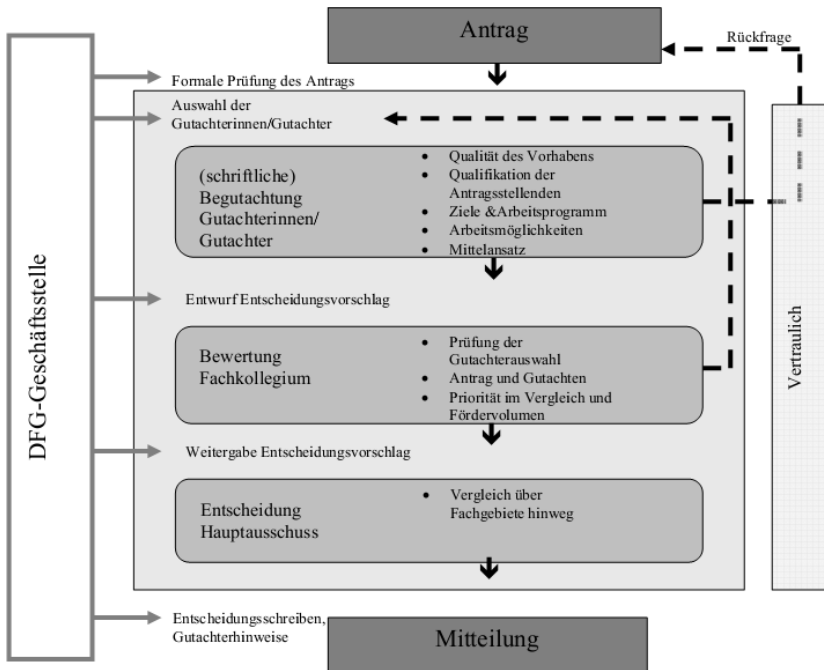 Antrag
Rückfrage
Formale Prüfung des Antrags
Auswahl der
Gutachterinnen/Gutachter
(schriftliche)
Begutachtung
Gutachterinnen/
Gutachter
• Qualität des Vorhabens
• Qualifikation der
Antragsstellenden
• Ziele &Arbeitsprogramm
• Arbeitsmöglichkeiten
• Mittelansatz
Entwurf Entscheidungsvorschlag
Bewertung
Fachkollegium
• Prüfung der
Gutachterauswahl
• Antrag und Gutachten
• Priorität im Vergleich und
Fördervolumen
Weitergabe Entscheidungsvorschlag
Entscheidung
Hauptausschuss
• Vergleich über
Fachgebiete hinweg
Entscheidungsschreiben,
Gutachterhinweise
Mitteilung
DFG-Geschäftsstelle
Vertraulich